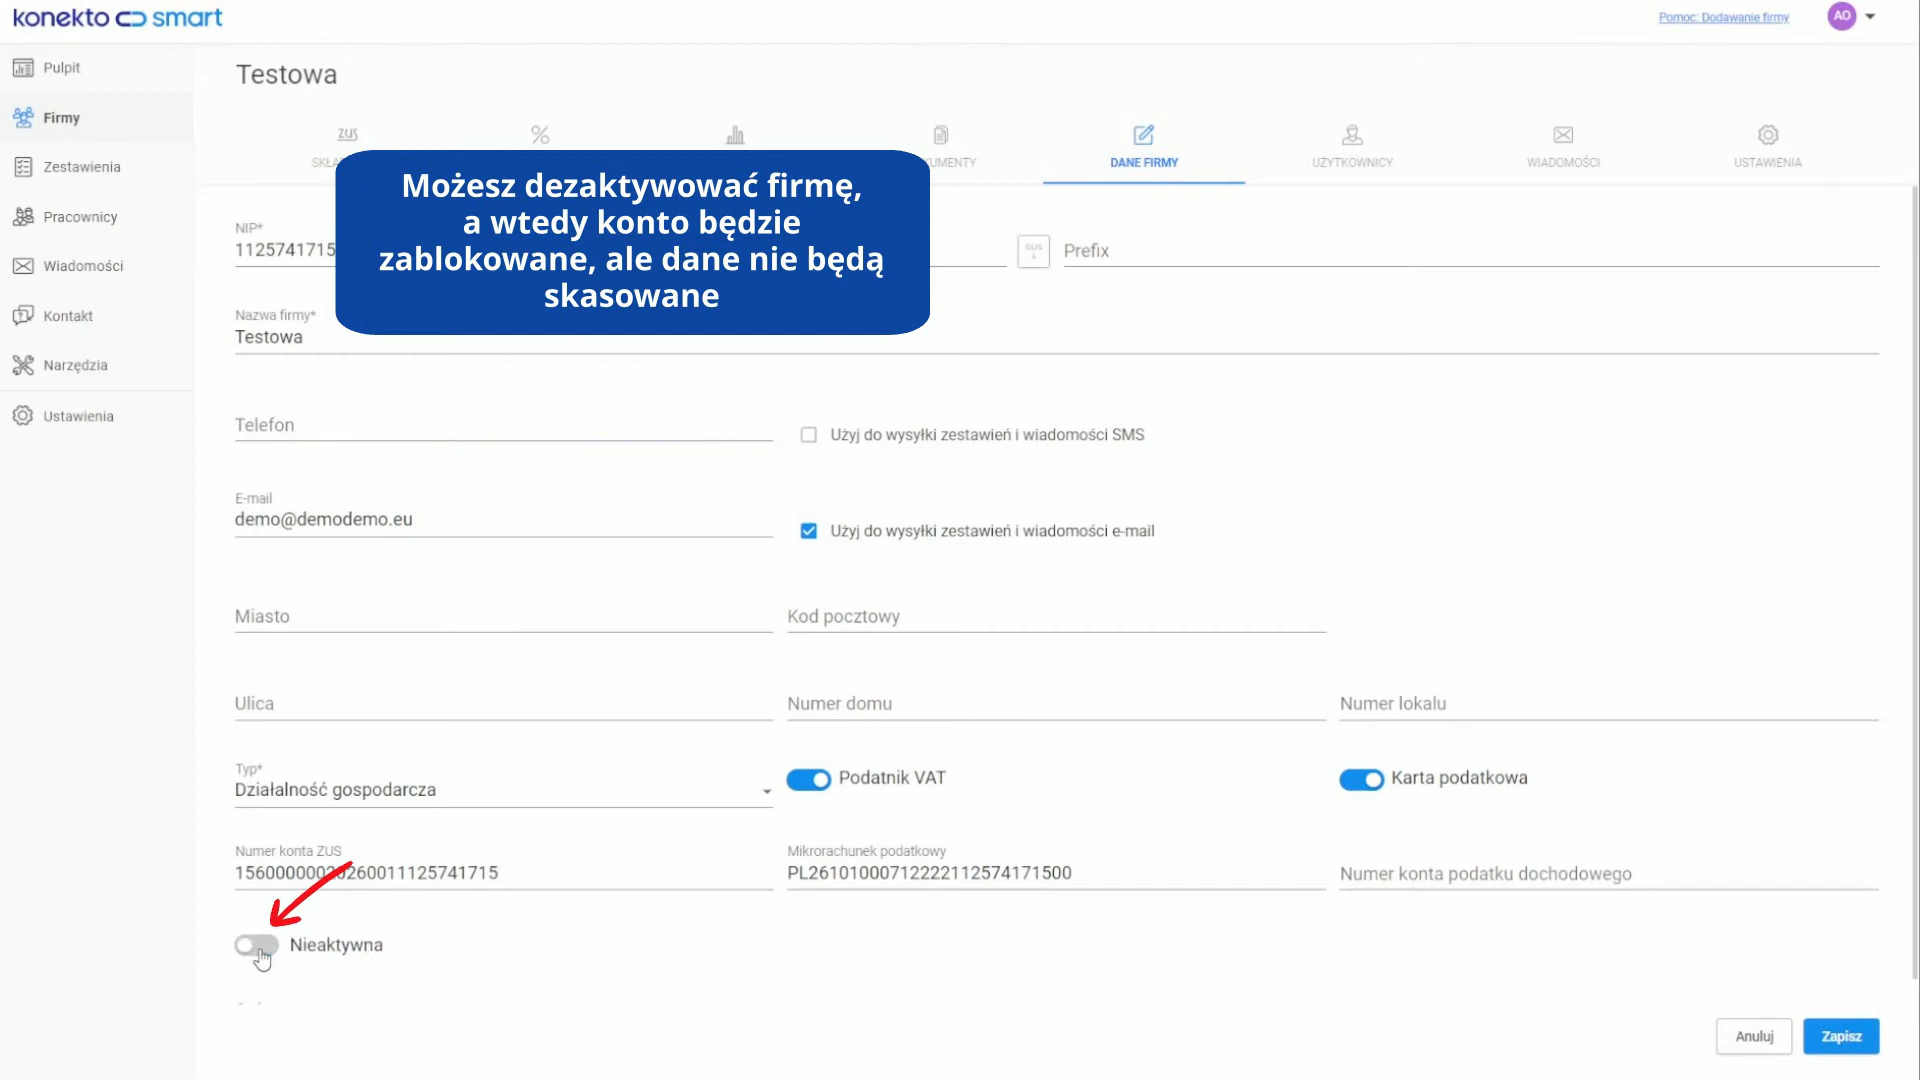 konekto smart
Pomoc: Dodawanie firmy
AO
Pulpit
Firmy
Zestawienia
Pracownicy
Wiadomości
Kontakt
Narzędzia
Ustawienia
Testowa
ZUS
%
UMENTY
DANE FIRMY
UŻYTKOWNICY
WIADOMOŚCI
USTAWIENIA
Możesz dezaktywować firmę,
a wtedy konto będzie
zablokowane, ale dane nie będą
skasowane
NIP*
1125741715
GUS
Prefix
Nazwa firmy*
Testowa
Telefon
Użyj do wysyłki zestawień i wiadomości SMS
E-mail
demo@demodemo.eu
Użyj do wysyłki zestawień i wiadomości e-mail
Miasto
Kod pocztowy
Ulica
Numer domu
Numer lokalu
Typ*
Działalność gospodarcza
Podatnik VAT
Karta podatkowa
Numer konta ZUS
Mikrorachunek podatkowy
PL26101000712222112574171500
Numer konta podatku dochodowego
Nieaktywna
Anuluj
Zapisz